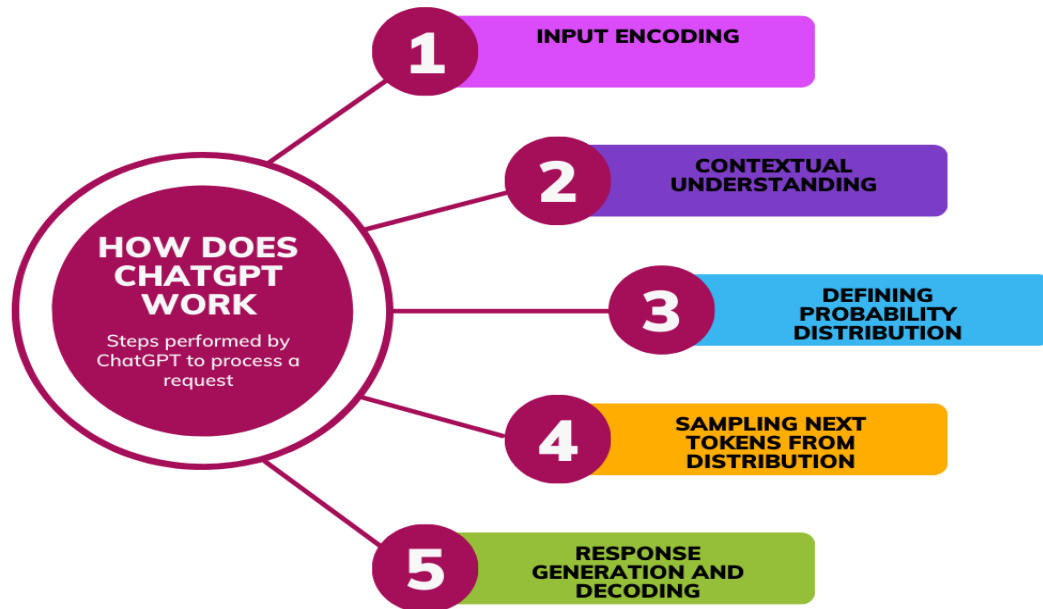 HOW DOES
CHATGPT
WORK
Steps performed by
ChatGPT to process a
request
1
INPUT ENCODING
2
CONTEXTUAL
UNDERSTANDING
3
DEFINING
PROBABILITY
DISTRIBUTION
4
SAMPLING NEXT
TOKENS FROM
DISTRIBUTION
5
RESPONSE
GENERATION AND
DECODING